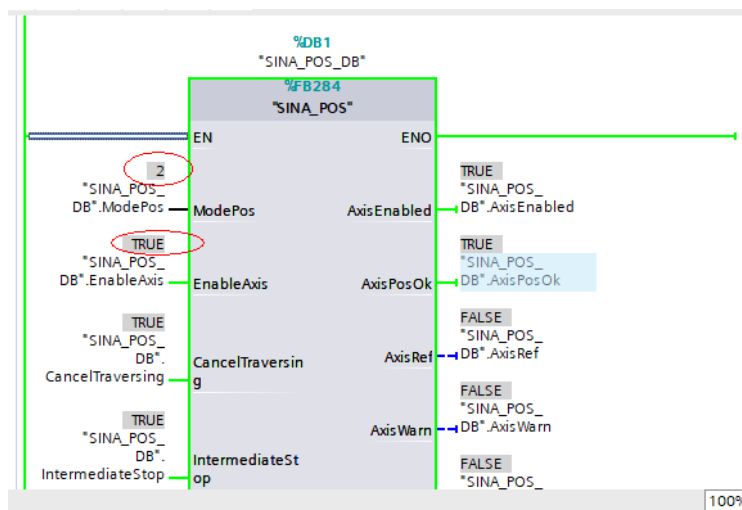 %DB1
"SINA_POS_DB"
%FB284
"SINA_POS"
EN
ENO
2
"SINA_POS_
DB".ModePos
ModePos
TRUE
"SINA_POS_
DB".AxisEnabled
AxisEnabled
TRUE
"SINA_POS_
DB".EnableAxis
EnableAxis
TRUE
"SINA_POS_
DB".AxisPosOk
AxisPosOk
TRUE
"SINA_POS_
DB".
CancelTraversing
CancelTraversin
g
FALSE
"SINA_POS_
DB".AxisRef
AxisRef
TRUE
"SINA_POS_
DB".
IntermediateStop
IntermediateSt
op
FALSE
"SINA_POS_
DB".AxisWarn
AxisWarn
FALSE
"SINA_POS_
100%